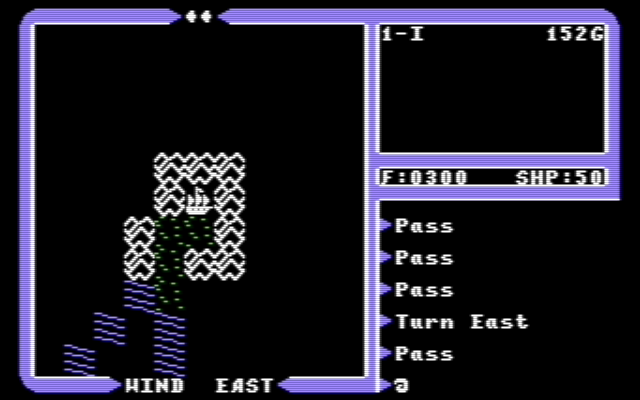 1-I 152G
F:0300 SHP:50
Pass
Pass
Pass
Turn East
Pass
WIND EAST